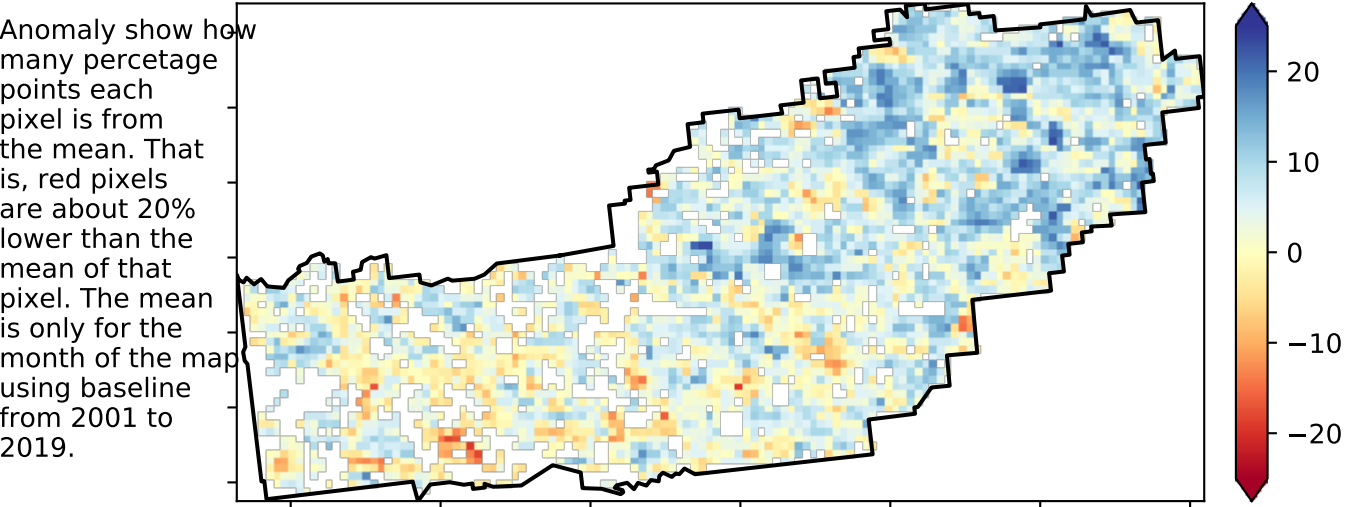 Anomaly show how
many percetage
points each
pixel is from
the mean. That
is, red pixels
are about 20%
lower than the
mean of that
pixel. The mean
is only for the
month of the map
using baseline
from 2001 to
2019.
20
10
0
−10
−20